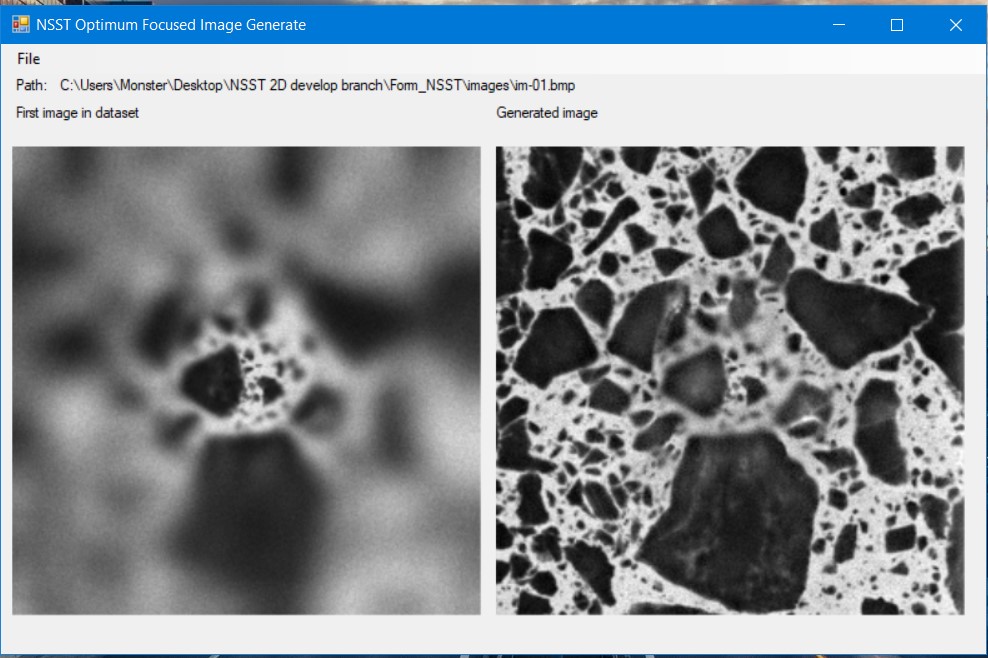 NSST Optimum Focused Image Generate
File
Path: C:\Users\Monster\Desktop\NSST 2D develop branch\Form_NSST\images\im-01.bmp
First image in dataset Generated image